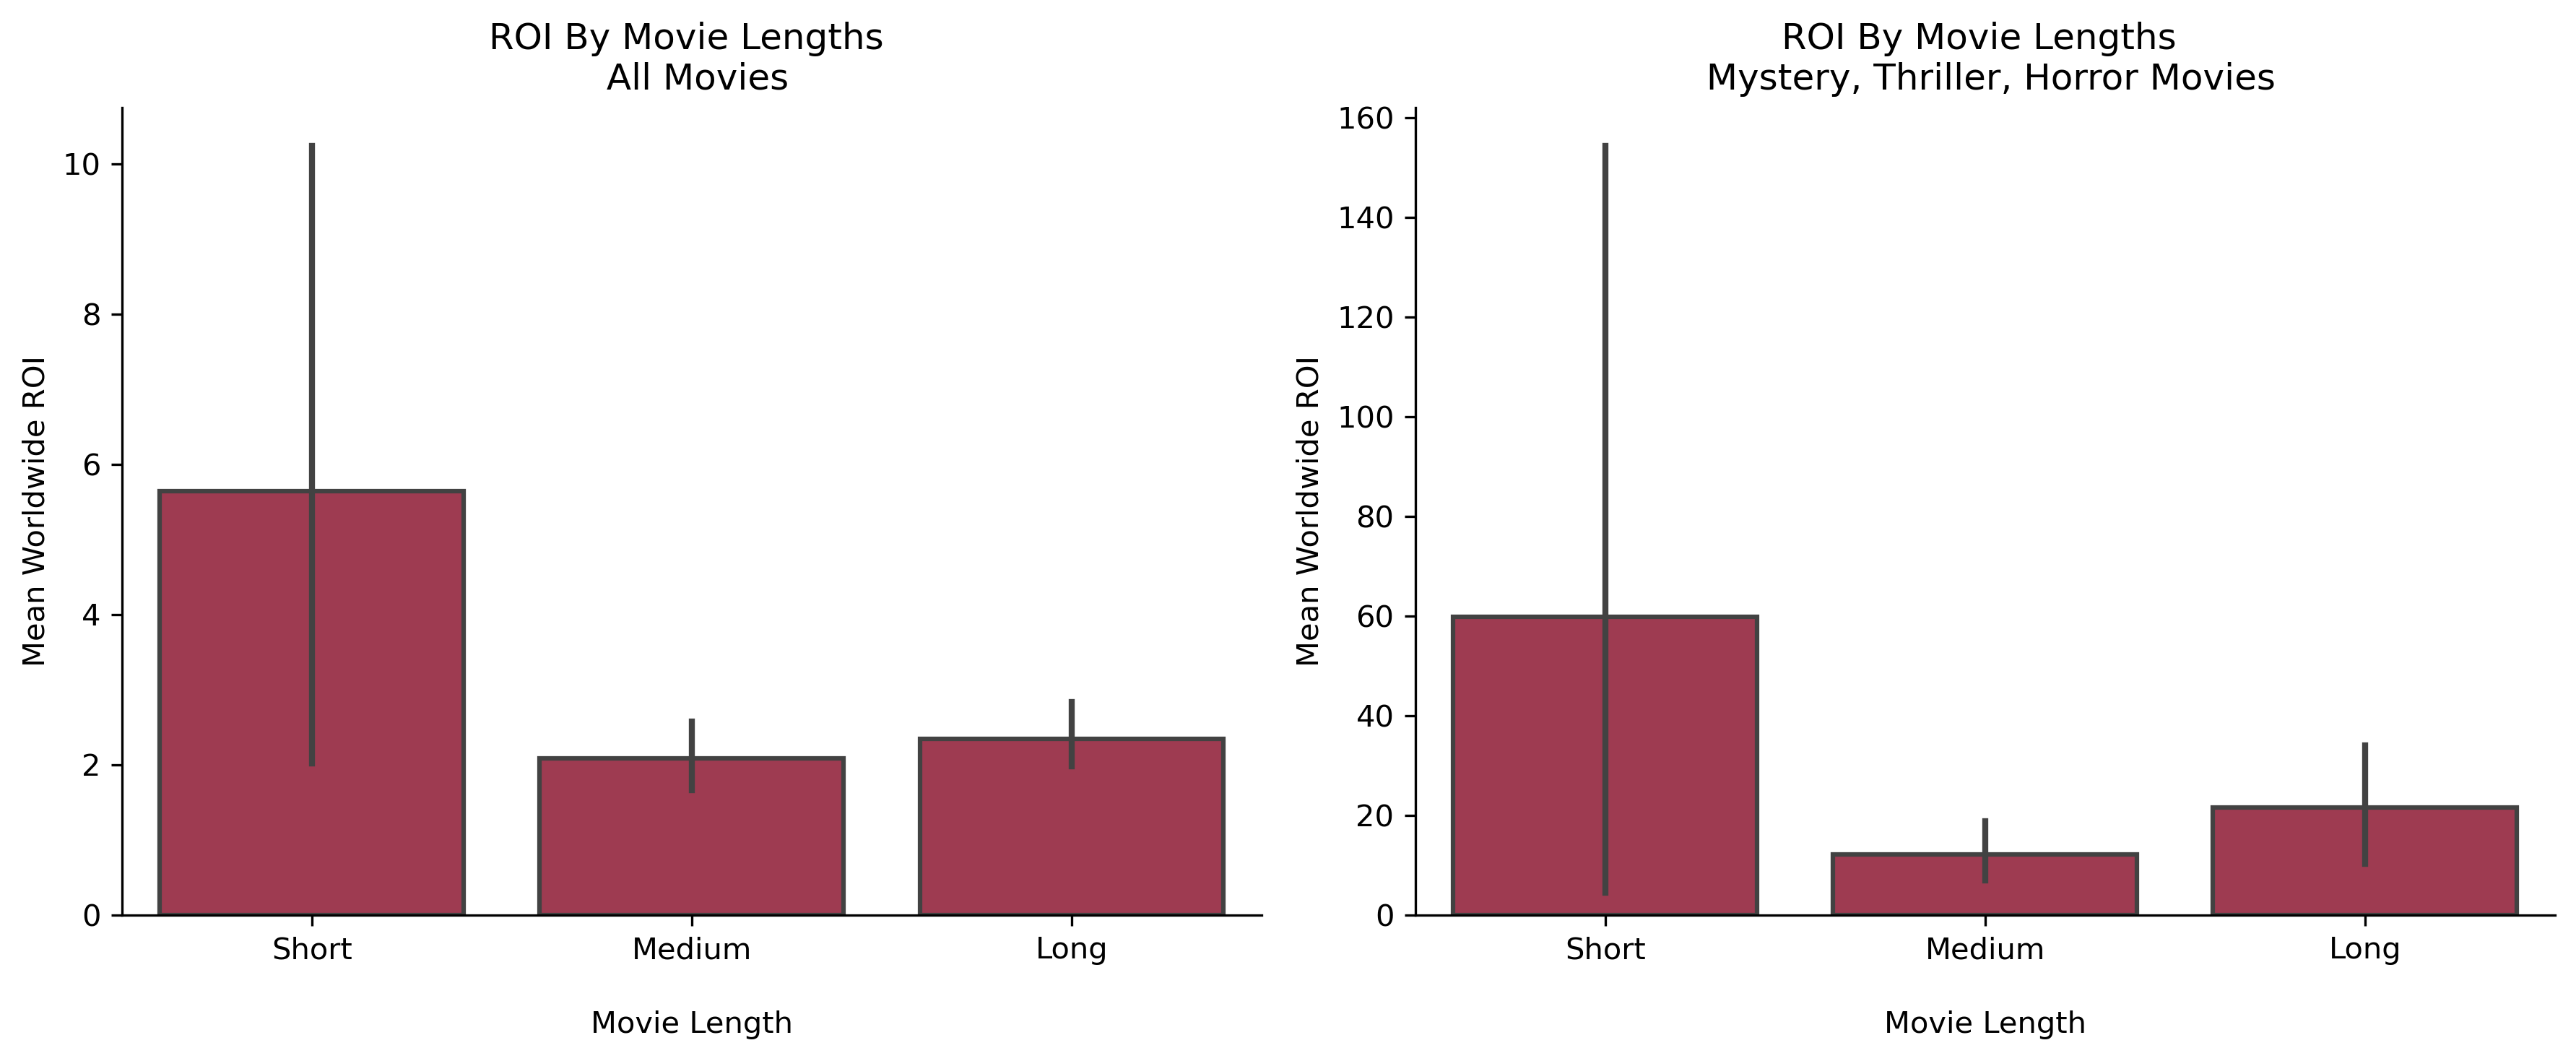 ROI By Movie Lengths
All Movies
Mean Worldwide ROI
10
8
6
4
2
0
Short Medium Long
Movie Length
ROI By Movie Lengths
Mystery, Thriller, Horror Movies
Mean Worldwide ROI
160
140
120
100
80
60
40
20
0
Short Medium Long
Movie Length